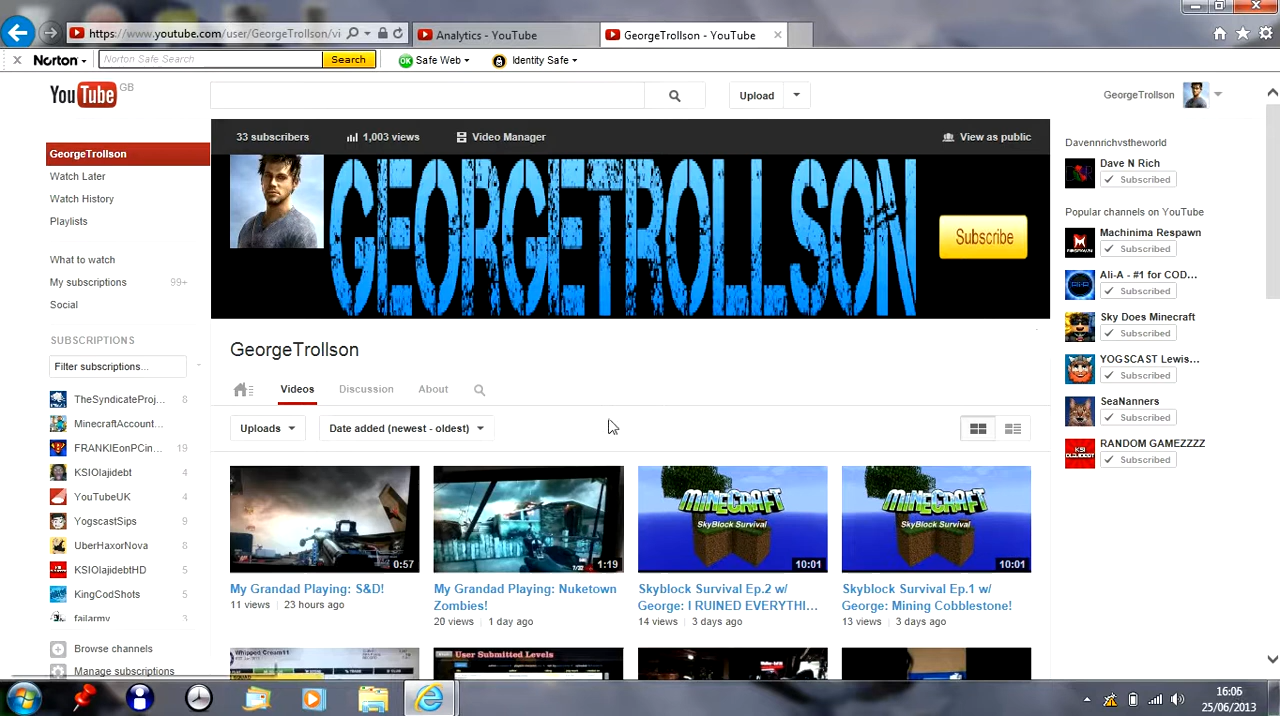 https://www.youtube.com/user/GeorgeTrollson/vi
Analytics - YouTube
GeorgeTrollson - YouTube
Norton
Norton Safe Search
Search
OK
Safe Web
Identity Safe
YouTube GB
Upload
GeorgeTrollson
GeorgeTrollson
Watch Later
Watch History
Playlists
What to watch
My subscriptions 99+
Social
SUBSCRIPTIONS
Filter subscriptions...
TheSyndicateProj... 8
MinecraftAccount...
FRANKIEonPCin... 8
KSIOlajidebt 4
YouTubeUK 4
YogscastSips 9
UberHaxorNova 8
KSIOlajidebtHD 5
KingCodShots 5
failarmy
Browse channels
Manage subscriptions
33 subscribers
1,003 views
Video Manager
View as public
GEORGETROLLSON
Subscribe
GeorgeTrollson
Videos
Discussion
About
Uploads
Date added (newest - oldest)
0:57
My Grandad Playing: S&D!
11 views
23 hours ago
1:19
My Grandad Playing: Nuketown
Zombies!
20 views
1 day ago
MINECRAFT
SkyBlock Survival
10:01
Skyblock Survival Ep.2 w/
George: I RUINED EVERYTHI...
14 views
3 days ago
MINECRAFT
SkyBlock Survival
10:01
Skyblock Survival Ep.1 w/
George: Mining Cobblestone!
13 views
3 days ago
Whipped Cream11
User Submitted Levels
Davennrichvstheworld
Dave N Rich
Subscribed
Popular channels on YouTube
Machinima Respawn
Subscribed
Ali-A - #1 for COD...
Subscribed
Sky Does Minecraft
Subscribed
YOGSCAST Lewis...
Subscribed
SeaNanners
Subscribed
RANDOM GAMEZZZZ
Subscribed
16:06
25/06/2013